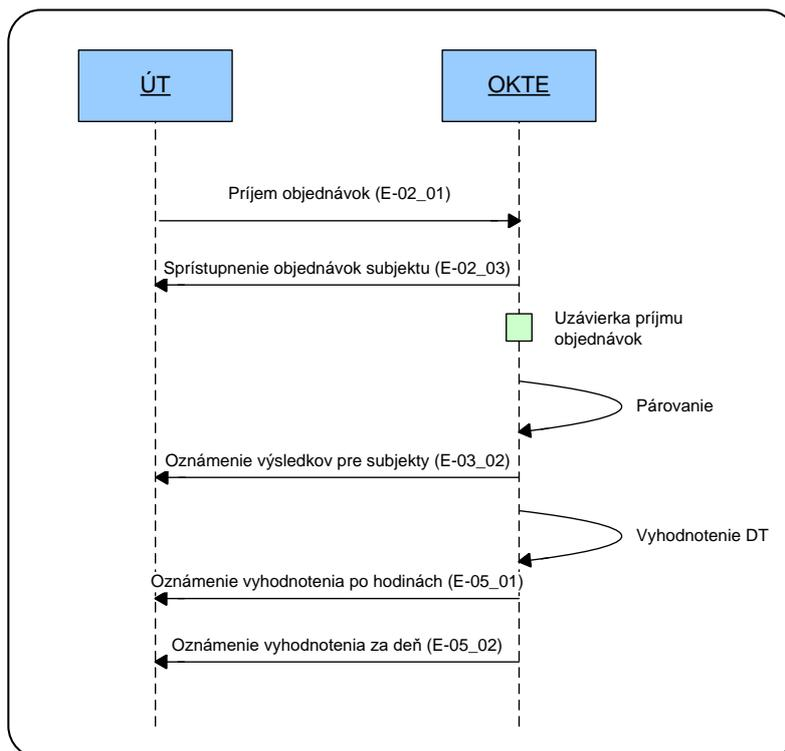 ÚT
OKTE
Príjem objednávok (E-02_01)
Sprístupnenie objednávok subjektu (E-02_03)
Uzávierka príjmu
objednávok
Párovanie
Oznámenie výsledkov pre subjekty (E-03_02)
Vyhodnotenie DT
Oznámenie vyhodnotenia po hodinách (E-05_01)
Oznámenie vyhodnotenia za deň (E-05_02)